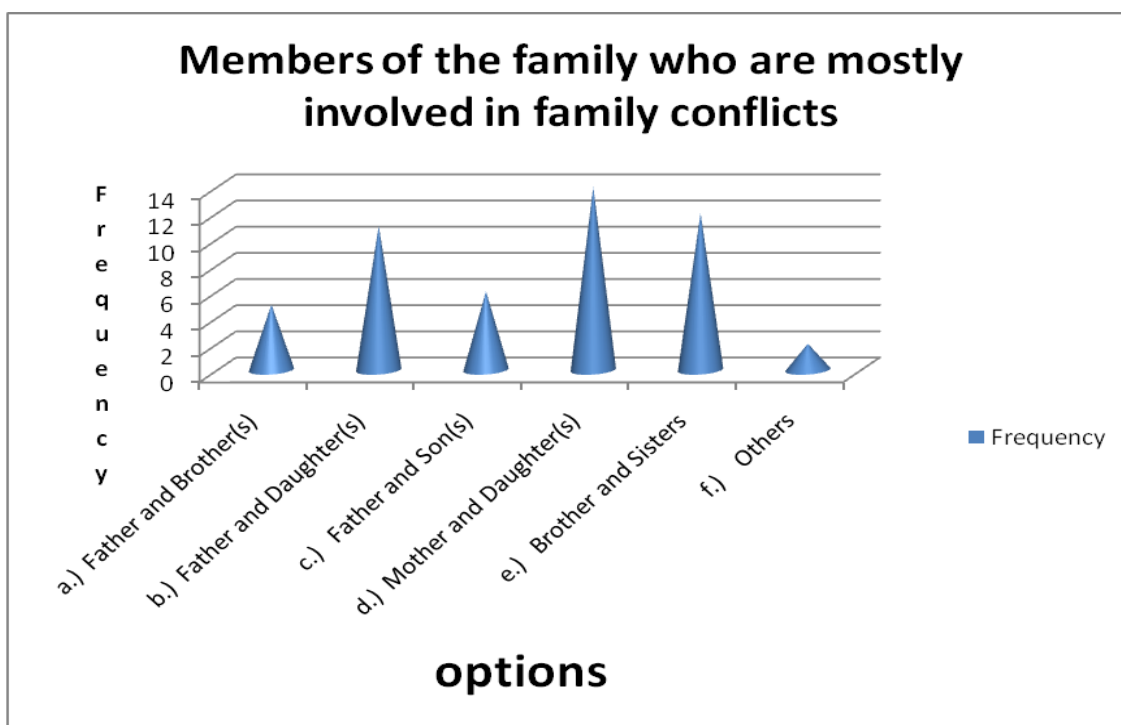 Members of the family who are mostly
involved in family conflicts
F
r
e
q
u
e
n
c
y
14
12
10
8
6
4
2
0
a.) Father and Brother(s)
b.) Father and Daughter(s)
c.) Father and Son(s)
d.) Mother and Daughter(s)
e.) Brother and Sisters
f.) Others
Frequency
options